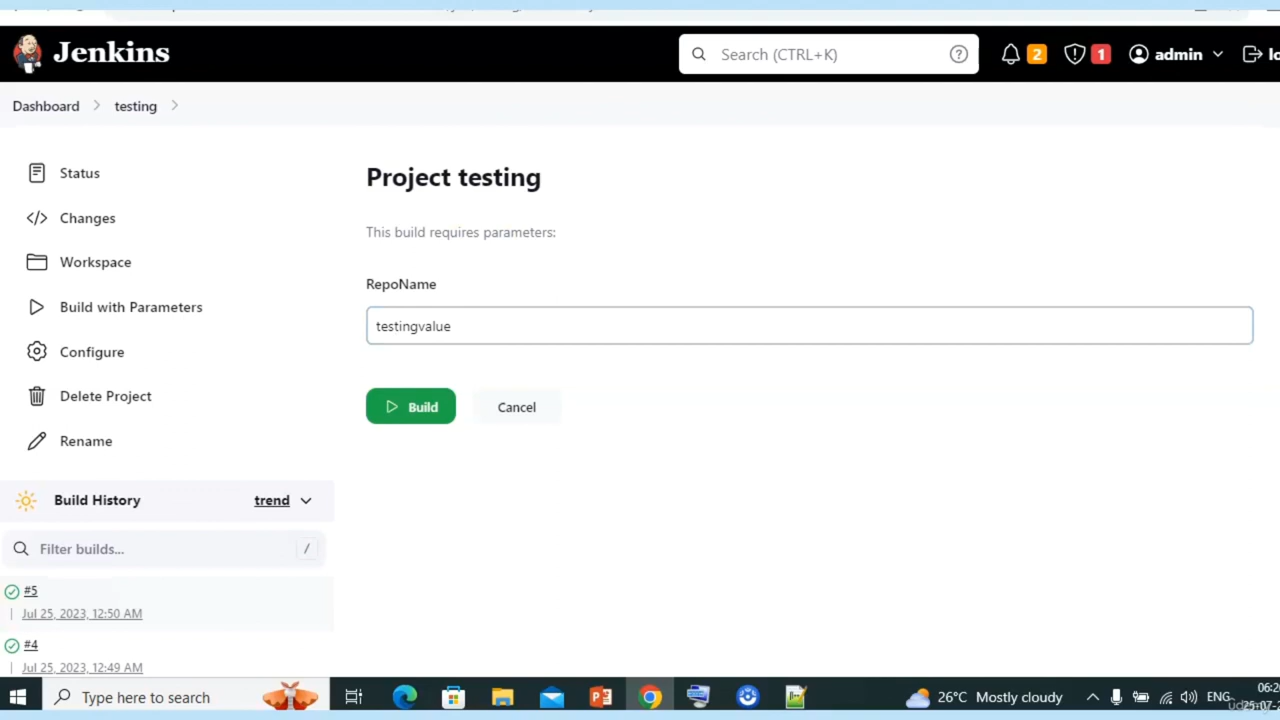 Jenkins
Search (CTRL+K)
2
1
admin
Dashboard
testing
Status
Changes
Workspace
Build with Parameters
Configure
Delete Project
Rename
Project testing
This build requires parameters:
RepoName
testingvalue
Build
Cancel
Build History
trend
Filter builds...
/
#5
Jul 25, 2023, 12:50 AM
#4
Jul 25, 2023, 12:49 AM
Type here to search
26°C Mostly cloudy
ENG